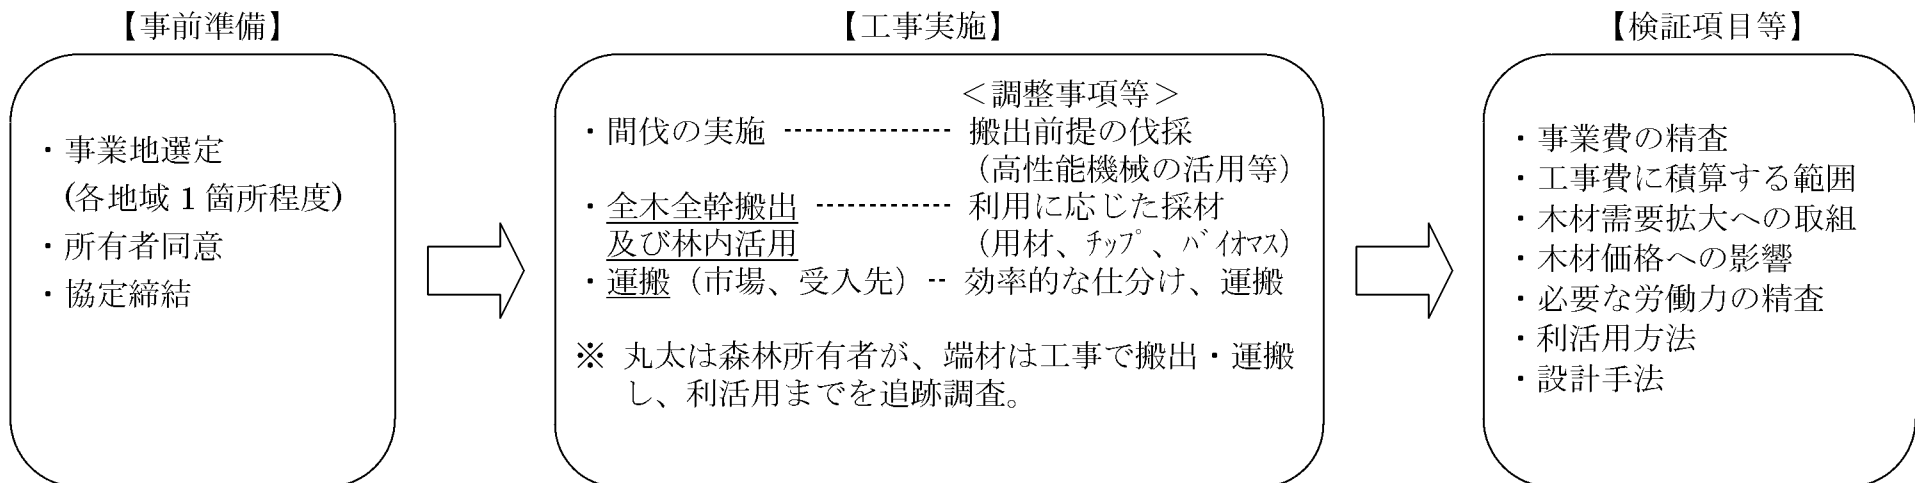 【事前準備】
・事業地選定
(各地域１箇所程度)
・所有者同意
・協定締結
【工事実施】
＜調整事項等＞
・間伐の実施 -------------- 搬出前提の伐採
(高性能機械の活用等)
・全木全幹搬出 ------------ 利用に応じた採材
及び林内活用 (用材、ﾁｯﾌﾟ、ﾊﾞｲｵﾏｽ)
・運搬（市場、受入先）-- 効率的な仕分け、運搬
※ 丸太は森林所有者が、端材は工事で搬出・運搬
し、利活用までを追跡調査。
【検証項目等】
・事業費の精査
・工事費に積算する範囲
・木材需要拡大への取組
・木材価格への影響
・必要な労働力の精査
・利活用方法
・設計手法